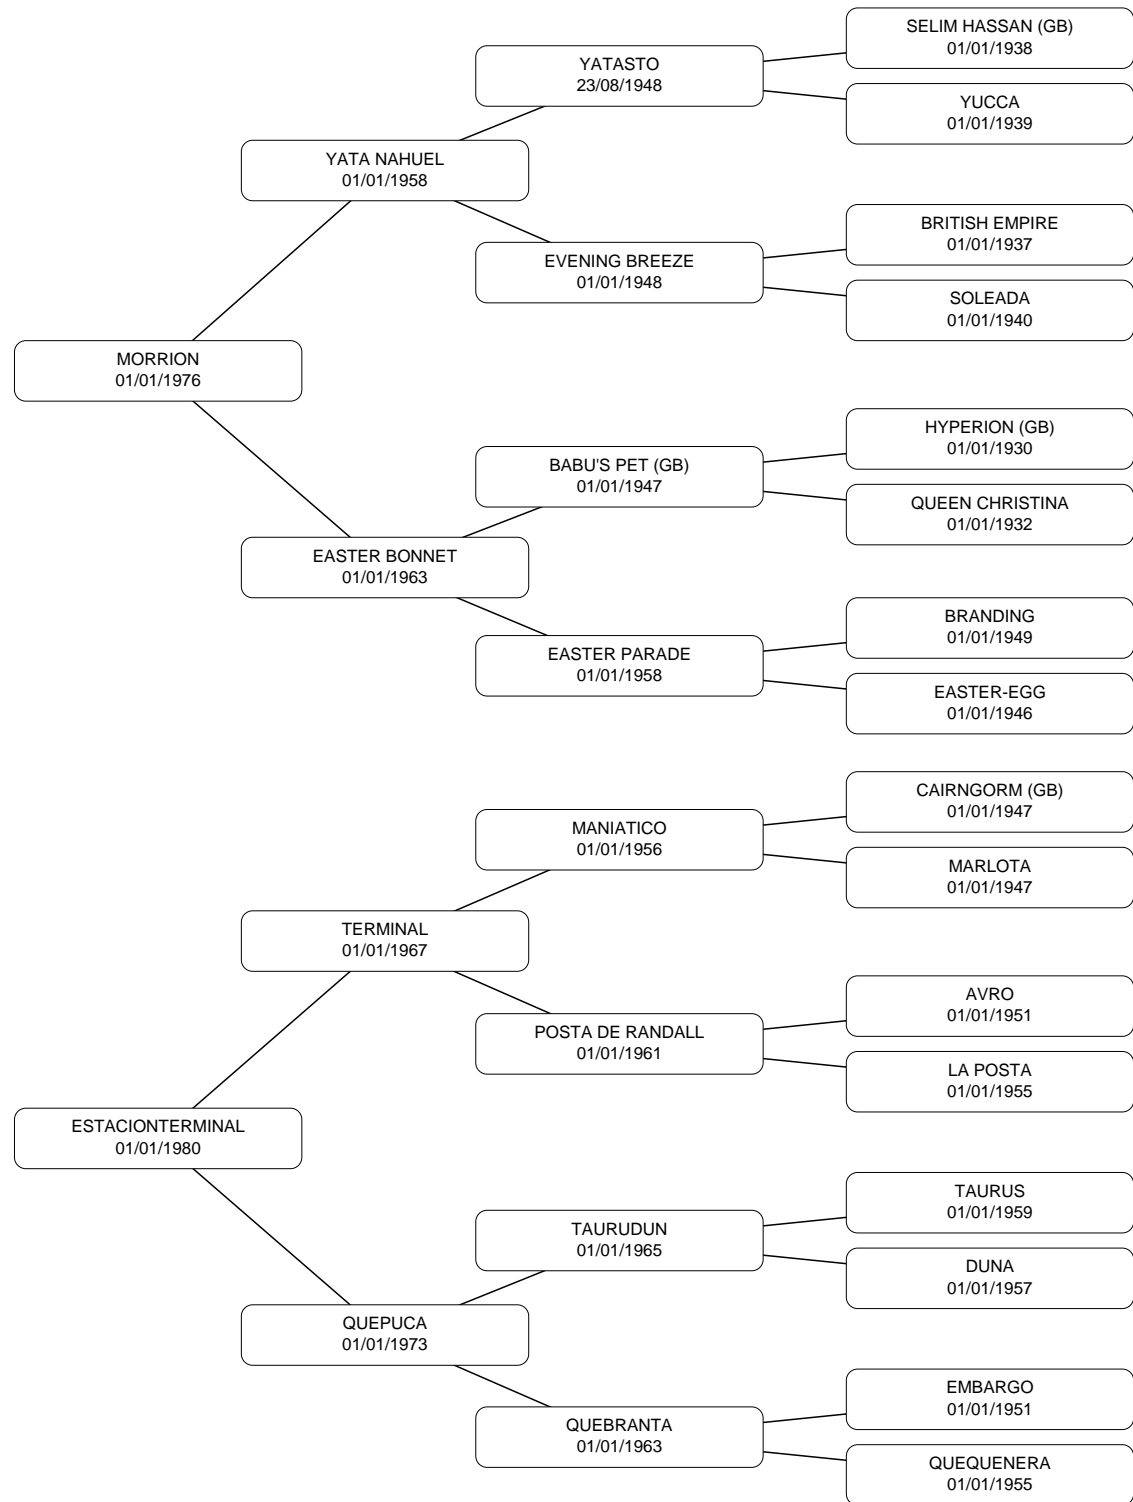 SELIM HASSAN (GB)
01/01/1938
YATASTO
23/08/1948
YUCCA
01/01/1939
YATA NAHUEL
01/01/1958
BRITISH EMPIRE
01/01/1937
EVENING BREEZE
01/01/1948
SOLEADA
01/01/1940
MORRION
01/01/1976
HYPERION (GB)
01/01/1930
BABU'S PET (GB)
01/01/1947
QUEEN CHRISTINA
01/01/1932
EASTER BONNET
01/01/1963
BRANDING
01/01/1949
EASTER PARADE
01/01/1958
EASTER-EGG
01/01/1946
CAIRNGORM (GB)
01/01/1947
MANIATICO
01/01/1956
MARLOTA
01/01/1947
TERMINAL
01/01/1967
AVRO
01/01/1951
POSTA DE RANDALL
01/01/1961
LA POSTA
01/01/1955
ESTACIONTERMINAL
01/01/1980
TAURUS
01/01/1959
TAURUDUN
01/01/1965
DUNA
01/01/1957
QUEPUCA
01/01/1973
EMBARGO
01/01/1951
QUEBRANTA
01/01/1963
QUEQUENERA
01/01/1955